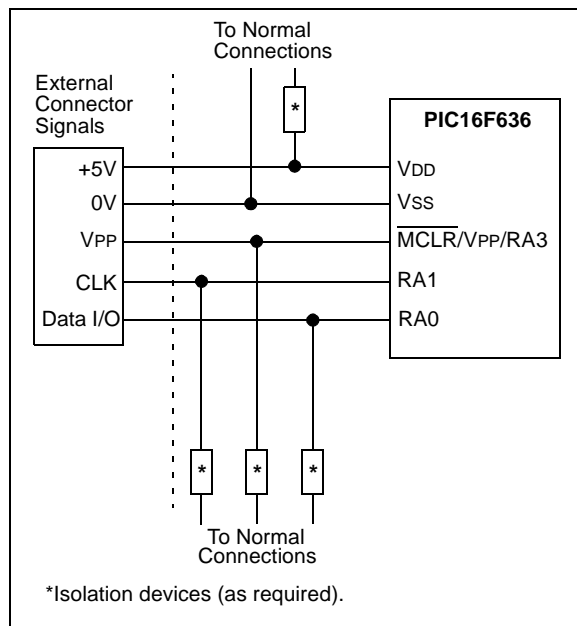 To Normal
Connections
External
Connector
Signals
*
PIC16F636
+5V
VDD
0V
VSS
VPP
MCLR/VPP/RA3
CLK
RA1
Data I/O
RA0
* * *
To Normal
Connections
*Isolation devices (as required).